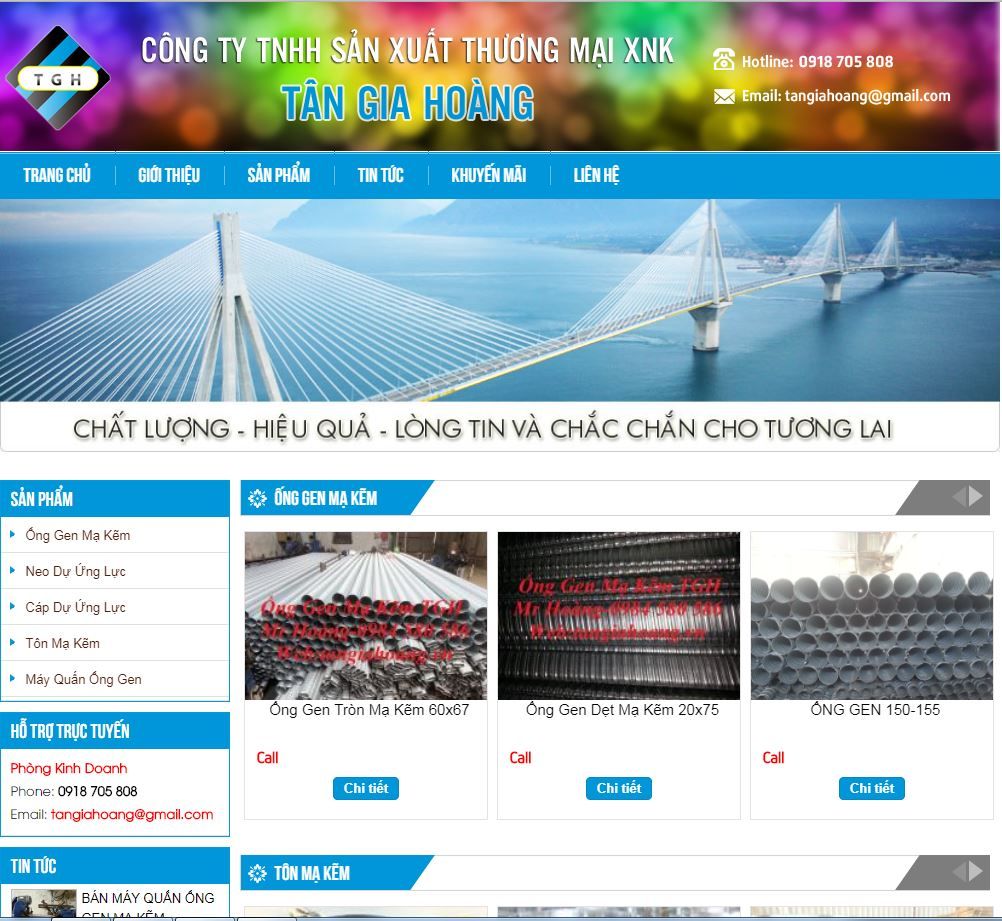 TGH
CÔNG TY TNHH SẢN XUẤT THƯƠNG MẠI XNK
TÂN GIA HOÀNG
Hotline: 0918 705 808
Email: tangiahoang@gmail.com
TRANG CHỦ GIỚI THIỆU SẢN PHẨM TIN TỨC KHUYẾN MÃI LIÊN HỆ
CHẤT LƯỢNG - HIỆU QUẢ - LÒNG TIN VÀ CHẮC CHẮN CHO TƯƠNG LAI
SẢN PHẨM
Ống Gen Mạ Kẽm
Neo Dự Ứng Lực
Cáp Dự Ứng Lực
Tôn Mạ Kẽm
Máy Quấn Ống Gen
HỖ TRỢ TRỰC TUYẾN
Phòng Kinh Doanh
Phone: 0918 705 808
Email: tangiahoang@gmail.com
TIN TỨC
BÁN MÁY QUẤN ỐNG
GEN MẠ KẼM
ỐNG GEN MẠ KẼM
Ống Gen Mạ Kẽm TGH
Mr Hoàng-0984 588 586
Web:tangiahoang.vn
Ống Gen Tròn Mạ Kẽm 60x67
Call
Chi tiết
Ống Gen Mạ Kẽm TGH
Mr Hoàng-0984 588 586
Web:tangiahoang.vn
Ống Gen Dẹt Mạ Kẽm 20x75
Call
Chi tiết
ỐNG GEN 150-155
Call
Chi tiết
TÔN MẠ KẼM